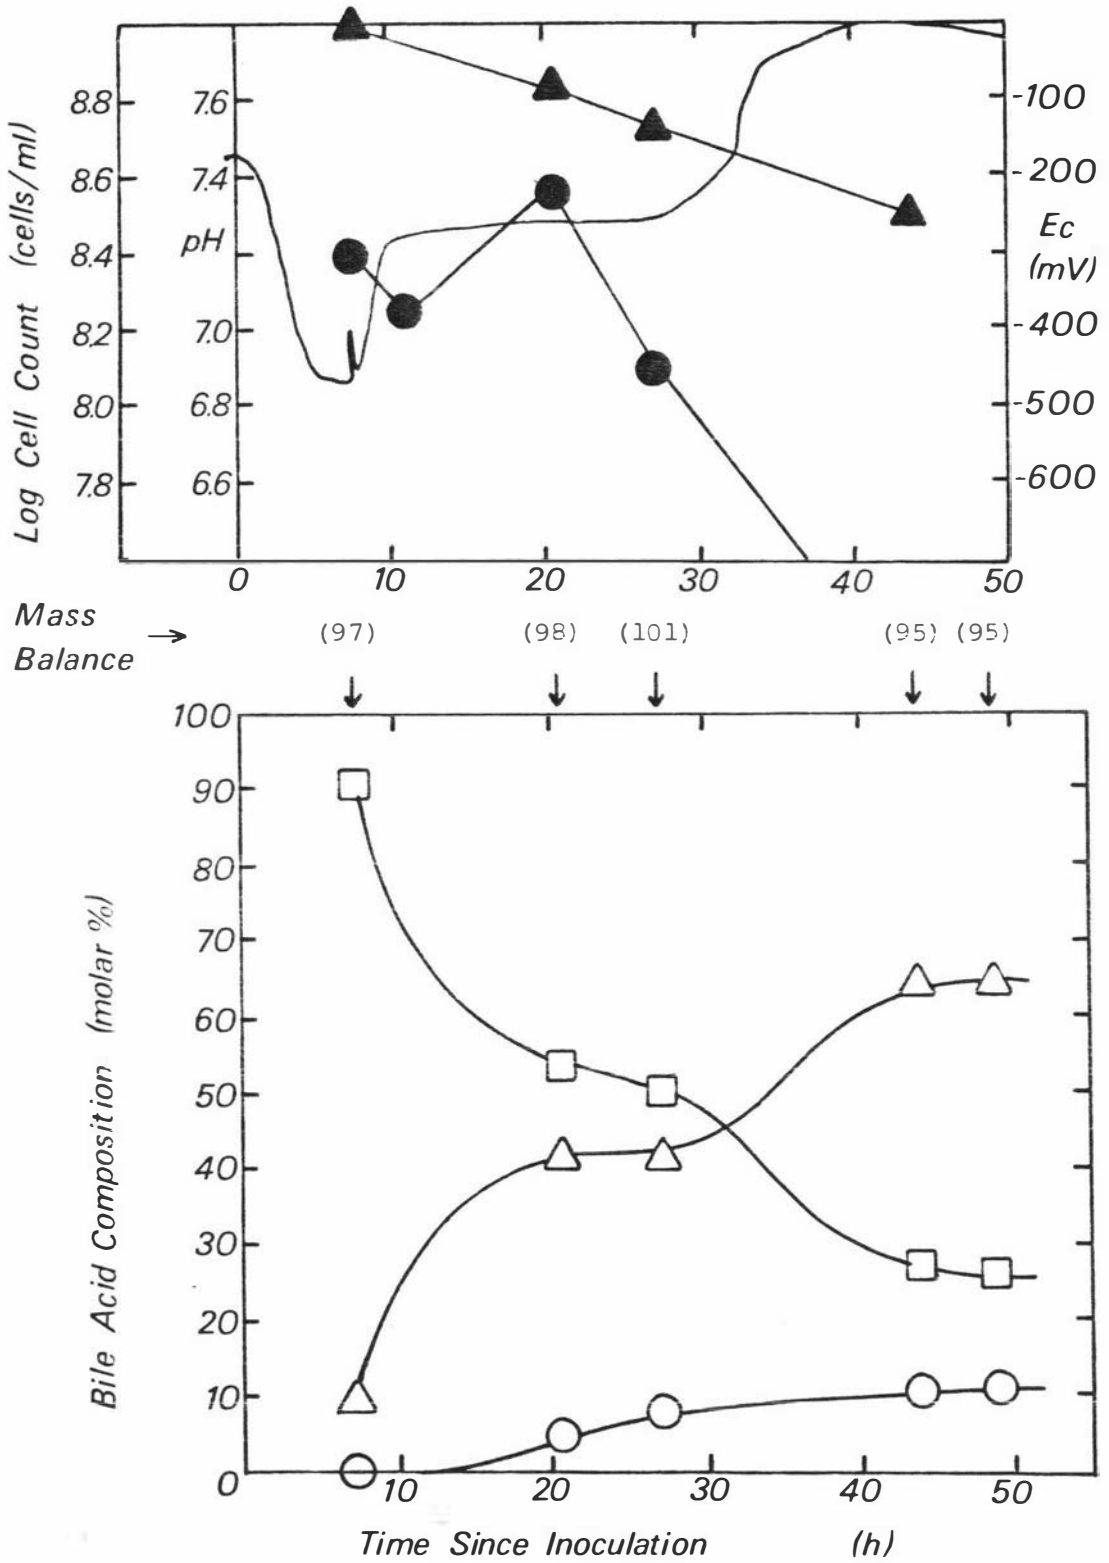 Log Cell Count (cells/ml)
8.8
8.6
8.4
8.2
8.0
7.8
pH
7.6
7.4
7.0
6.8
6.6
-100
-200
Ec
(mV)
-400
-500
-600
0 10 20 30 40 50
Mass
Balance → (97) (98) (101) (95) (95)
Bile Acid Composition (molar %)
100
90
80
70
60
50
40
30
20
10
0
10 20 30 40 50
Time Since Inoculation (h)